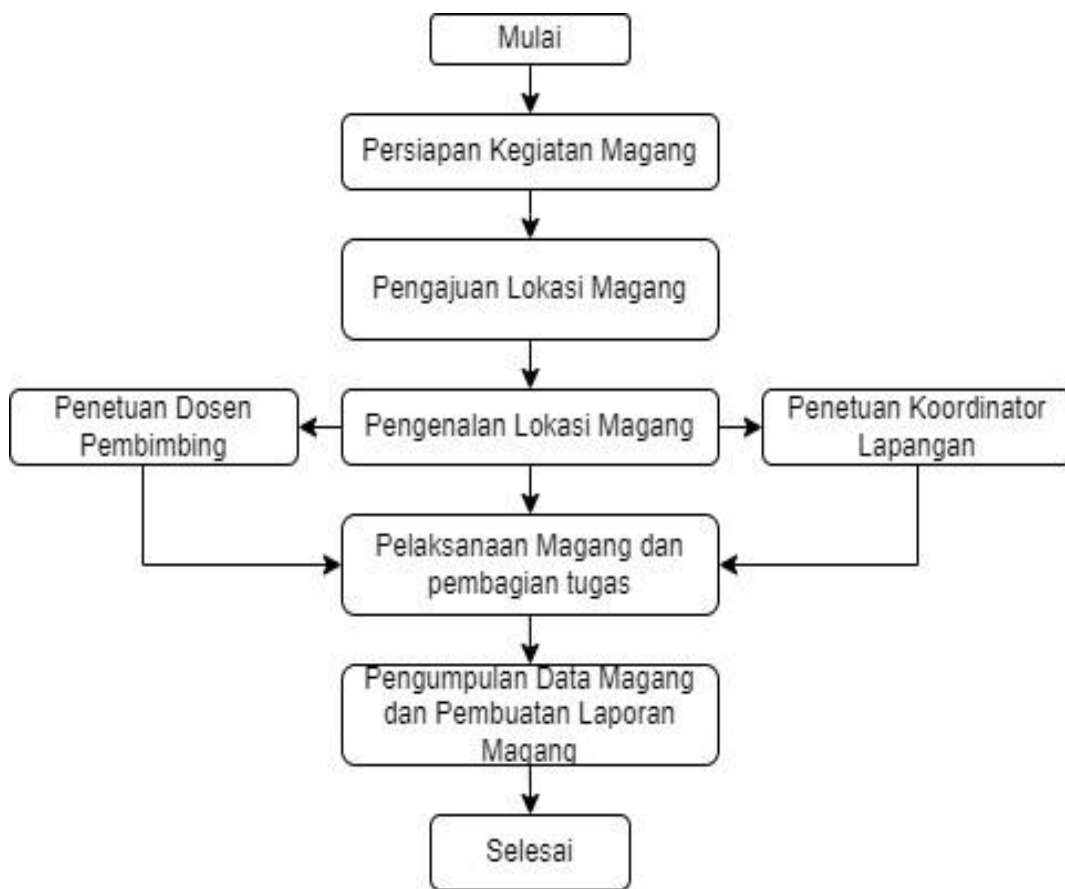 Mulai
Persiapan Kegiatan Magang
Pengajuan Lokasi Magang
Penetuan Dosen
Pembimbing
Pengenalan Lokasi Magang
Penetuan Koordinator
Lapangan
Pelaksanaan Magang dan
pembagian tugas
Pengumpulan Data Magang
dan Pembuatan Laporan
Magang
Selesai